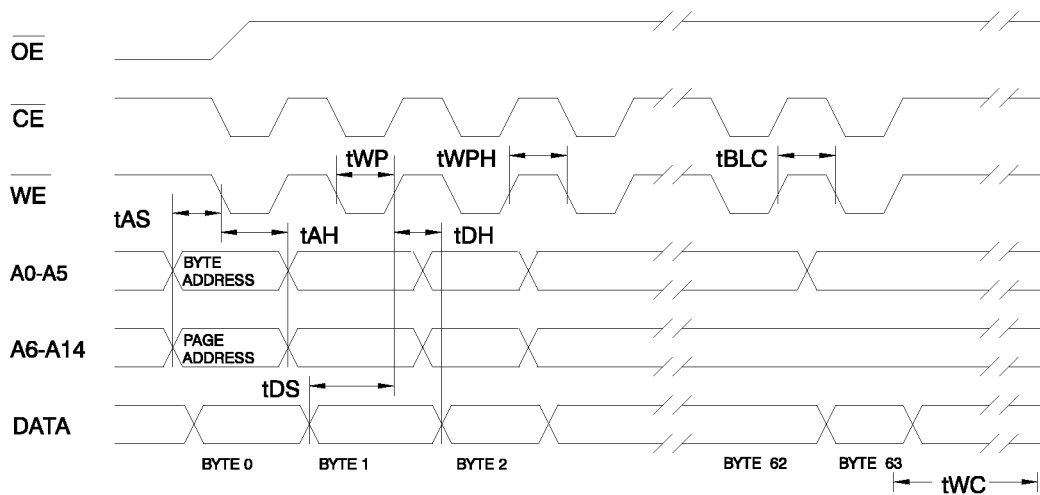 OE
CE
tWP tWPH tBLC
WE
tAS
tAH tDH
A0-A5 BYTE ADDRESS
A6-A14 PAGE ADDRESS
tDS
DATA
BYTE 0 BYTE 1 BYTE 2 BYTE 62 BYTE 63
tWC